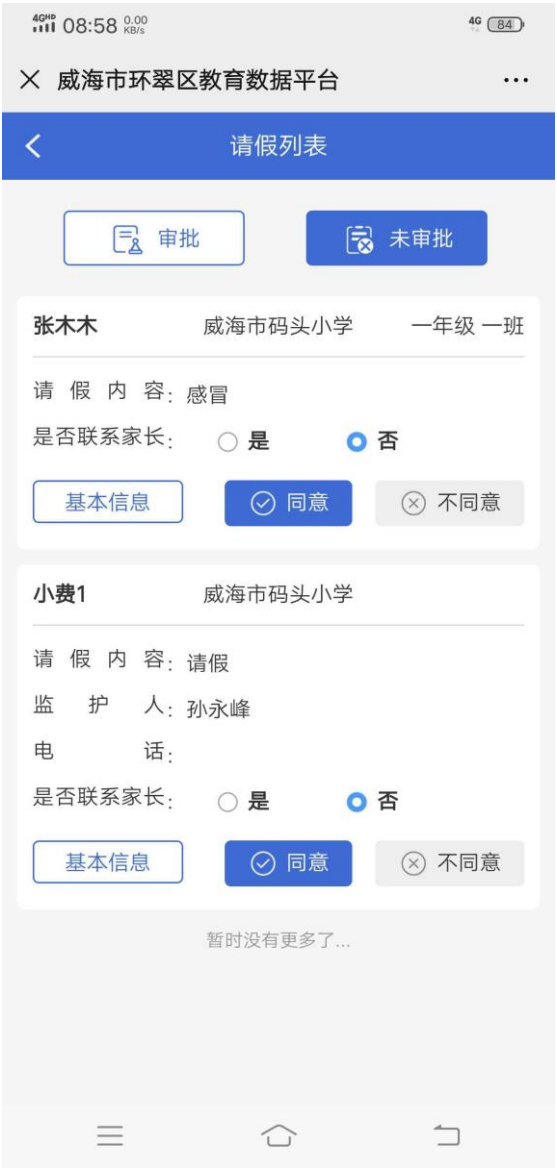 4GHD 08:58 0.00 KB/s 4G 84
威海市环翠区教育数据平台 ...
请假列表
审批 未审批
张木木 威海市码头小学 一年级 一班
请假内容: 感冒
是否联系家长: 是 否
基本信息 同意 不同意
小费1 威海市码头小学
请假内容: 请假
监护人: 孙永峰
电话:
是否联系家长: 是 否
基本信息 同意 不同意
暂时没有更多了...